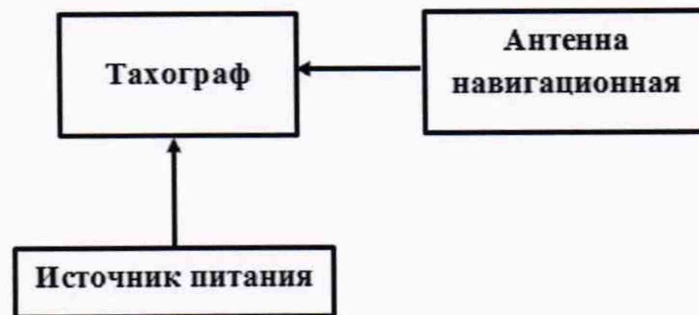 Тахограф
Антенна
навигационная
Источник питания